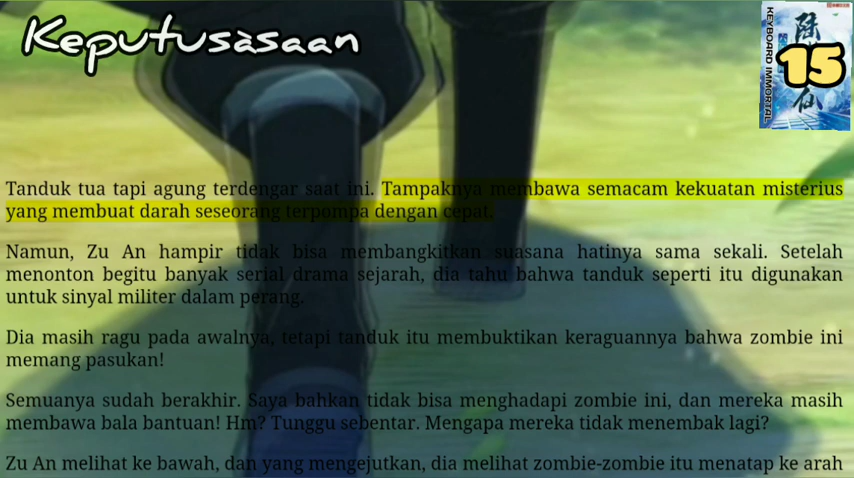 Keputusasaan
KEYBOARD IMMORTAL
15
Tanduk tua tapi agung terdengar saat ini. Tampaknya membawa semacam kekuatan misterius
yang membuat darah seseorang terpompa dengan cepat.
Namun, Zu An hampir tidak bisa membangkitkan suasana hatinya sama sekali. Setelah
menonton begitu banyak serial drama sejarah, dia tahu bahwa tanduk seperti itu digunakan
untuk sinyal militer dalam perang.
Dia masih ragu pada awalnya, tetapi tanduk itu membuktikan keraguannya bahwa zombie ini
memang pasukan!
Semuanya sudah berakhir. Saya bahkan tidak bisa menghadapi zombie ini, dan mereka masih
membawa bala bantuan! Hm? Tunggu sebentar. Mengapa mereka tidak menembak lagi?
Zu An melihat ke bawah, dan yang mengejutkan, dia melihat zombie-zombie itu menatap ke arah